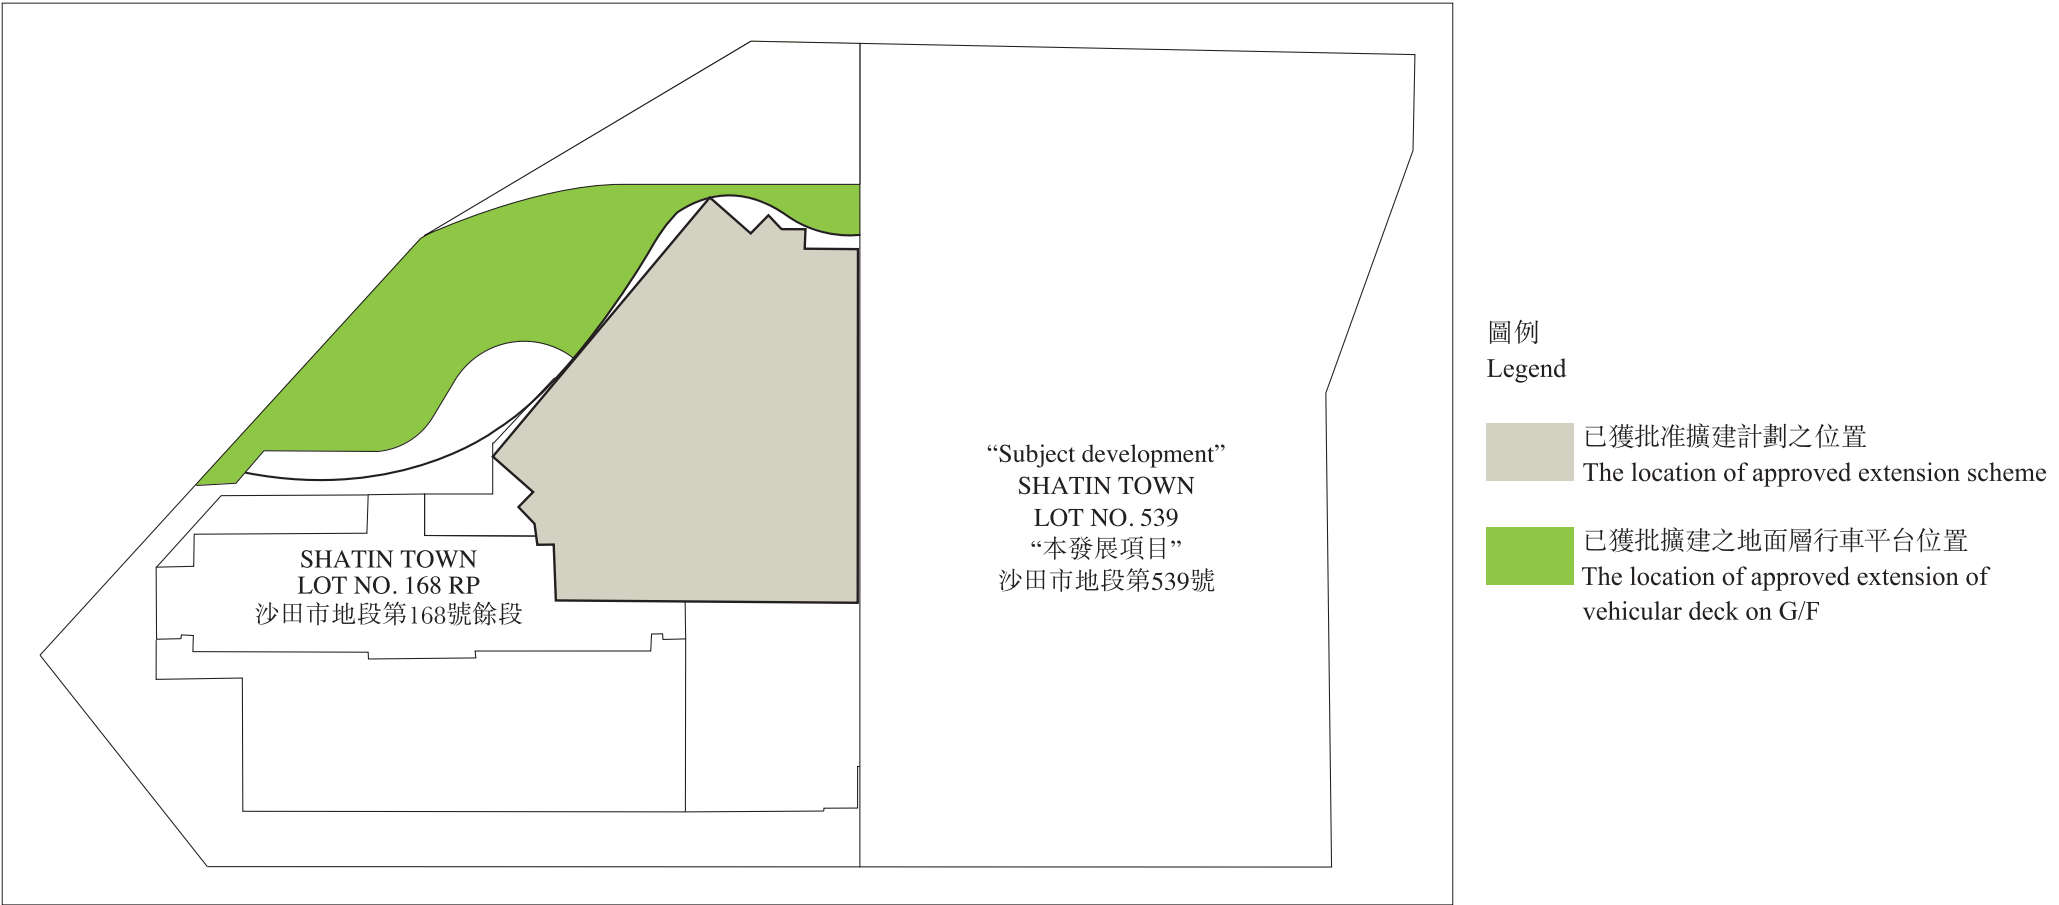 SHATIN TOWN
LOT NO. 168 RP
沙田市地段第168號餘段
“Subject development”
SHATIN TOWN
LOT NO. 539
“本發展項目”
沙田市地段第539號
圖例
Legend
已獲批准擴建計劃之位置
The location of approved extension scheme
已獲批擴建之地面層行車平台位置
The location of approved extension of
vehicular deck on G/F